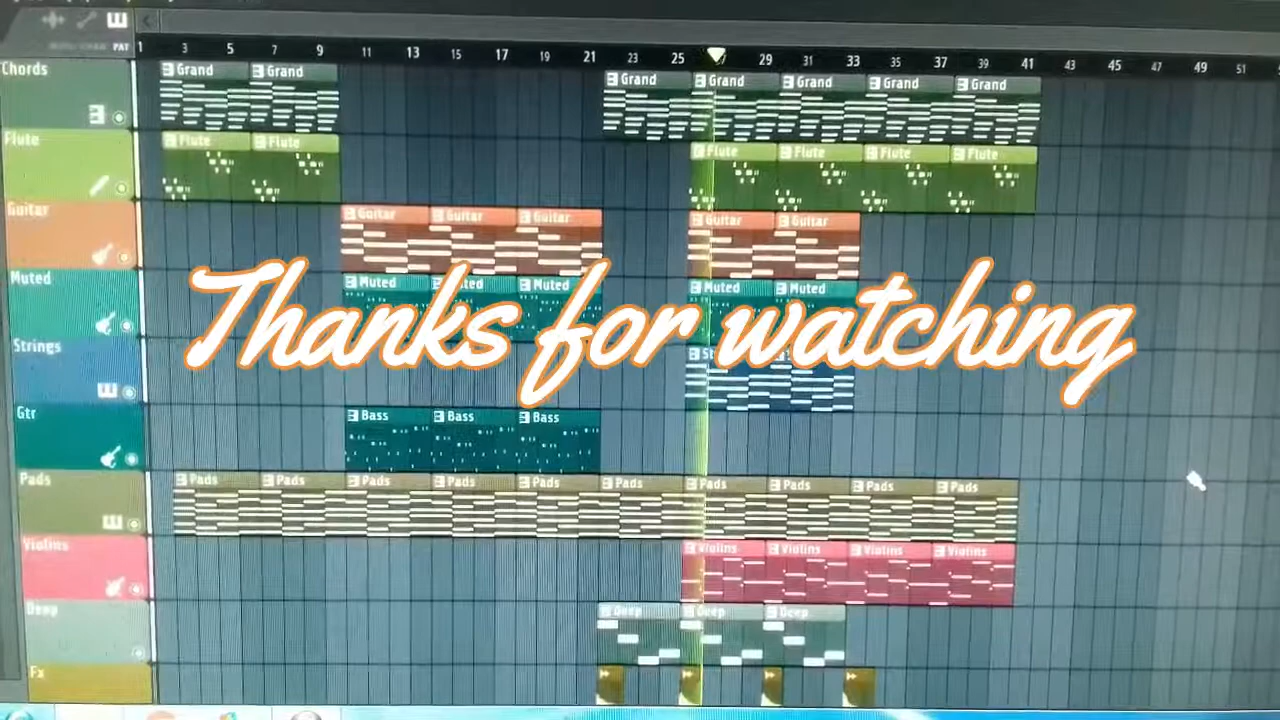 PAT
1 3 5 7 9 11 13 15 17 19 21 23 25 27 29 31 33 35 37 39 41 43 45 47 49 51
Chords Grand Grand Grand Grand Grand Grand Grand
Flute Flute Flute Flute Flute Flute Flute
Guitar Guitar Guitar Guitar Guitar Guitar
Muted Muted Muted Muted Muted
Thanks for watching
Strings
Gtr Bass Bass Bass
Pads Pads Pads Pads Pads Pads Pads Pads Pads Pads Pads
Violins Violins Violins Violins Violins
Deep Deep Deep Deep
Fx